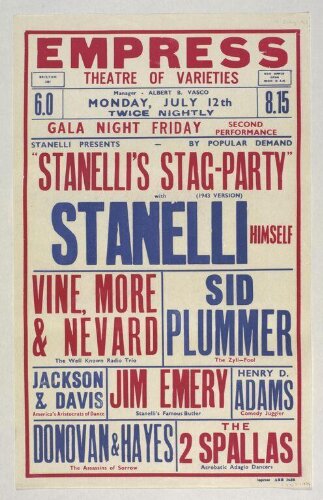 EMPRESS
THEATRE OF VARIETIES
BRIXTON
Manager - ALBERT B. VASCO
6.0
MONDAY, JULY 12th
8.15
TWICE NIGHTLY
GALA NIGHT FRIDAY SECOND PERFORMANCE
STANELLI PRESENTS - BY POPULAR DEMAND
"STANELLI'S STAG-PARTY"
with (1943 VERSION)
STANELLI HIMSELF
VINE, MORE
& NEVARD
The Well Known Radio Trio
SID
PLUMMER
The Zyli-Fool
JACKSON
& DAVIS
America's Aristocrats of Dance
JIM EMERY
Stanelli's Famous Butler
HENRY D.
ADAMS
Comedy Juggler
DONOVAN & HAYES
The Assassins of Sorrow
THE
2 SPALLAS
Acrobatic Adagio Dancers